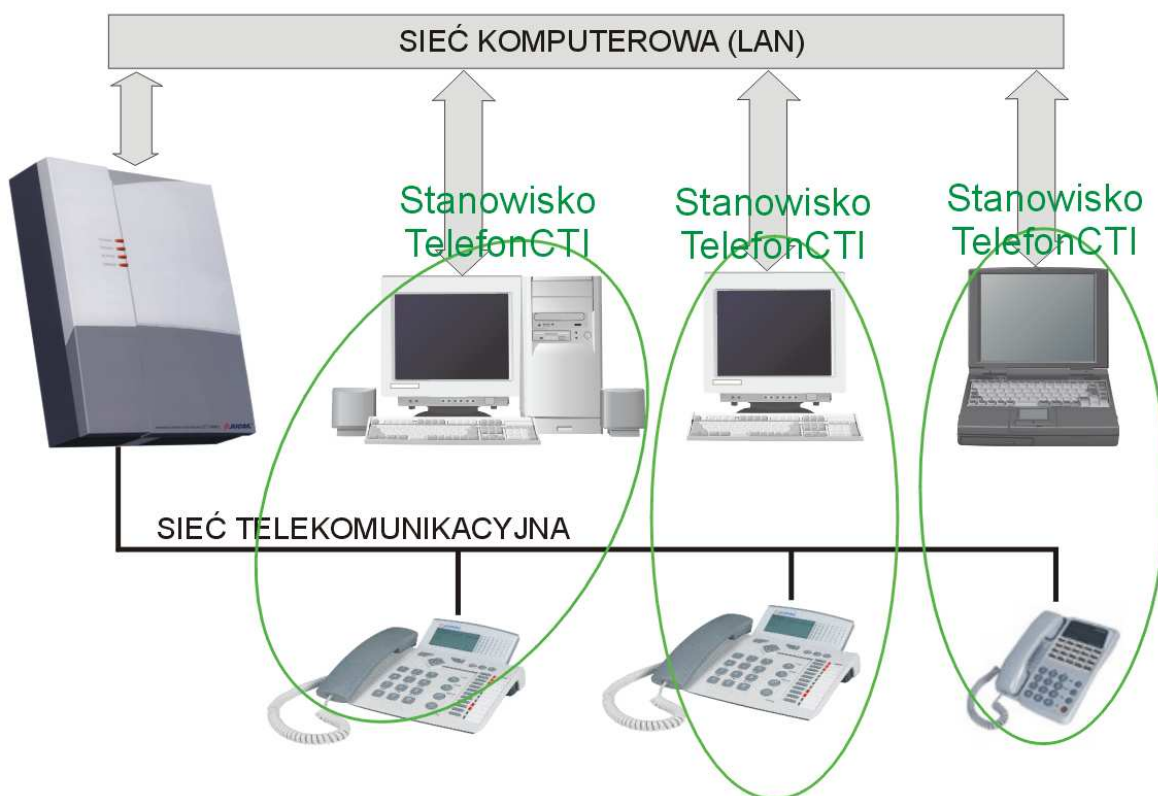 SIEĆ KOMPUTEROWA (LAN)
Stanowisko
TelefonCTI
Stanowisko
TelefonCTI
Stanowisko
TelefonCTI
SIEĆ TELEKOMUNIKACYJNA